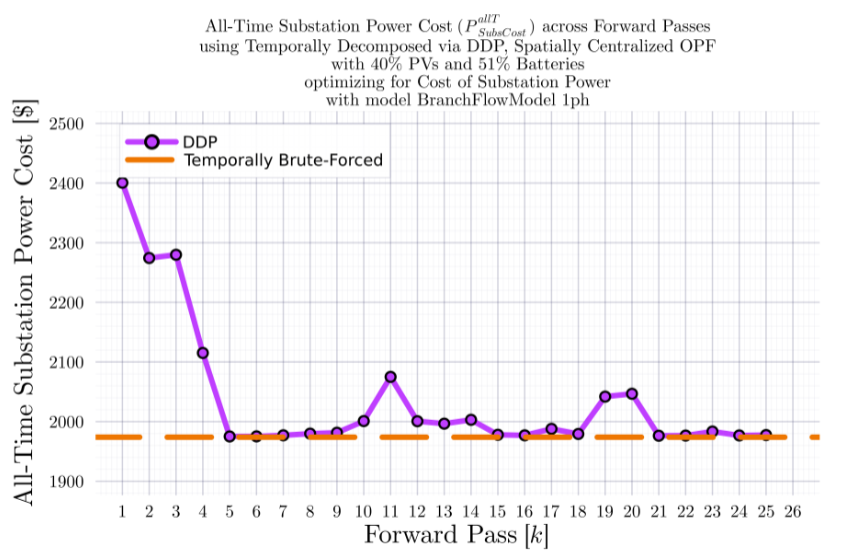 All-Time Substation Power Cost (P^{allT}_{SubsCost}) across Forward Passes
using Temporally Decomposed via DDP, Spatially Centralized OPF
with 40% PVs and 51% Batteries
optimizing for Cost of Substation Power
with model BranchFlowModel 1ph
All-Time Substation Power Cost [$]
DDP
Temporally Brute-Forced
2500
2400
2300
2200
2100
2000
1900
1 2 3 4 5 6 7 8 9 10 11 12 13 14 15 16 17 18 19 20 21 22 23 24 25 26
Forward Pass [k]